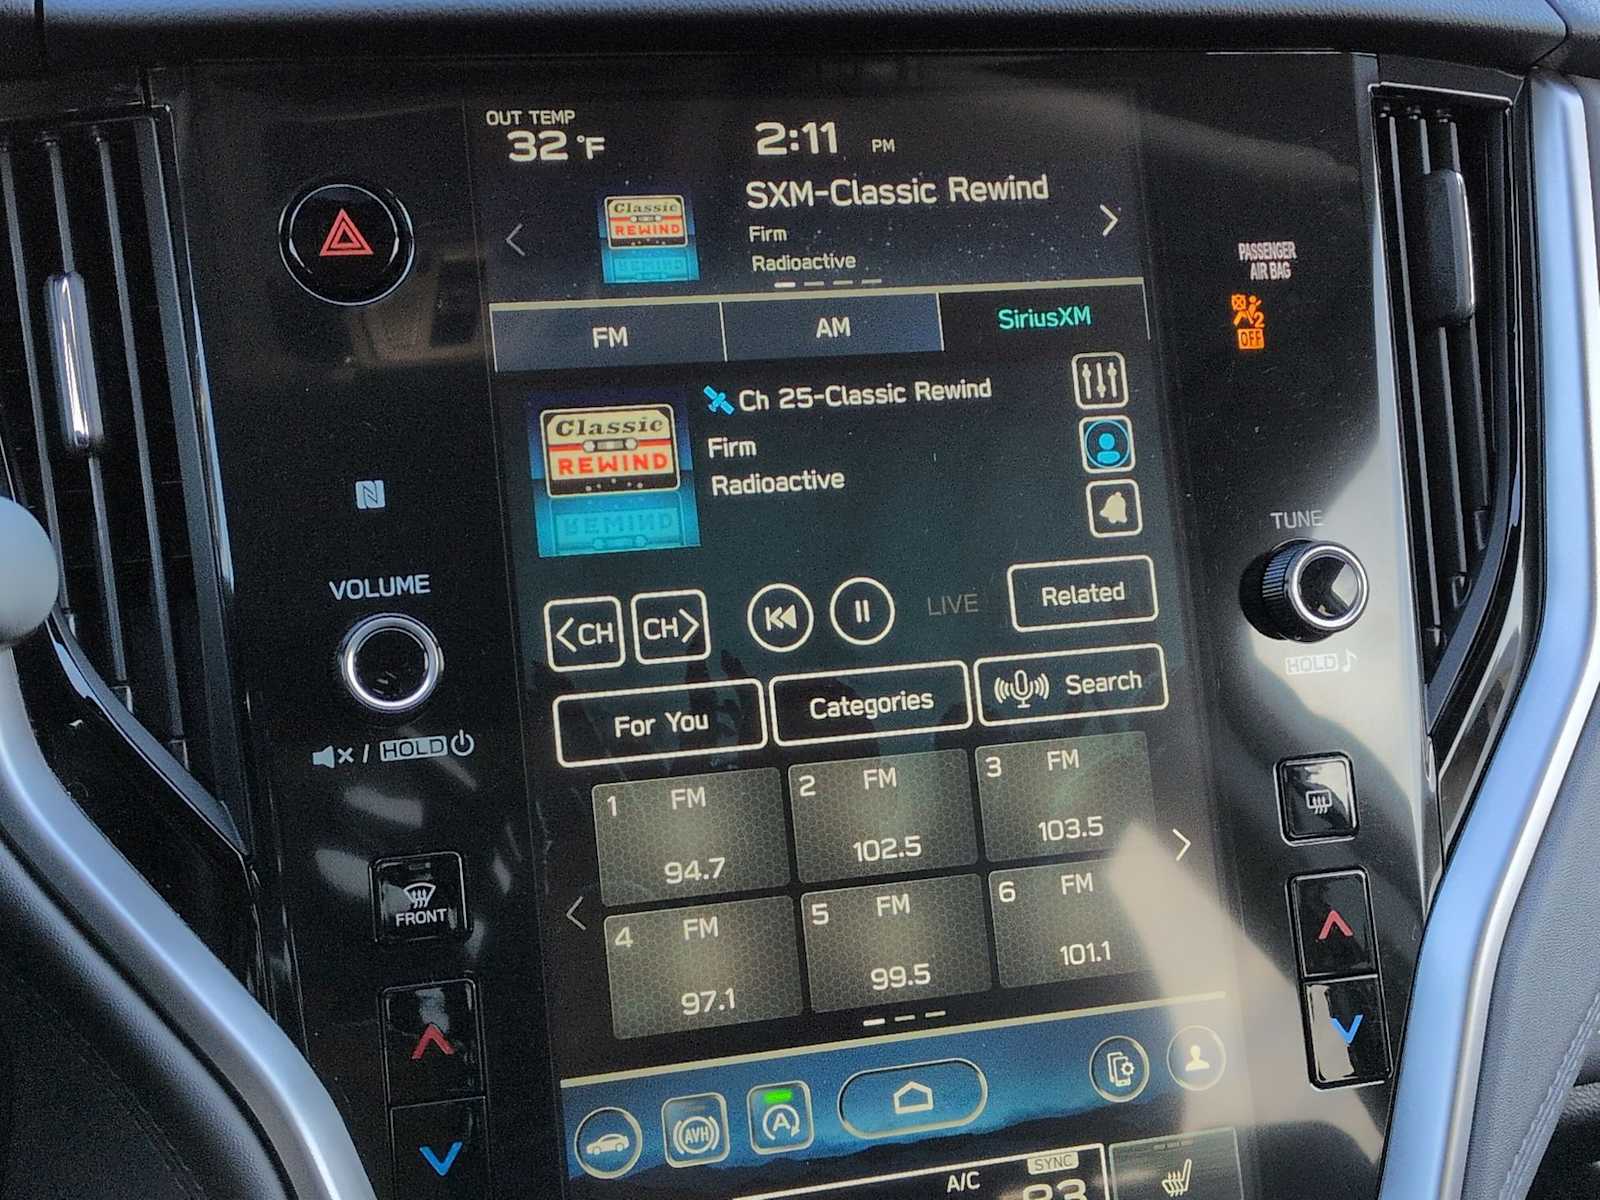 OUT TEMP
32 °F
2:11 PM
SXM-Classic Rewind
Firm
Radioactive
Classic
REWIND
PASSENGER
AIR BAG
2
OFF
FM
AM
SiriusXM
Ch 25-Classic Rewind
Firm
Radioactive
Classic
REWIND
N
VOLUME
TUNE
<CH
CH>
LIVE
Related
HOLD
For You
Categories
Search
/ HOLD
1 FM
94.7
2 FM
102.5
3 FM
103.5
FRONT
4 FM
97.1
5 FM
99.5
6 FM
101.1
AVH
A
A/C
SYNC